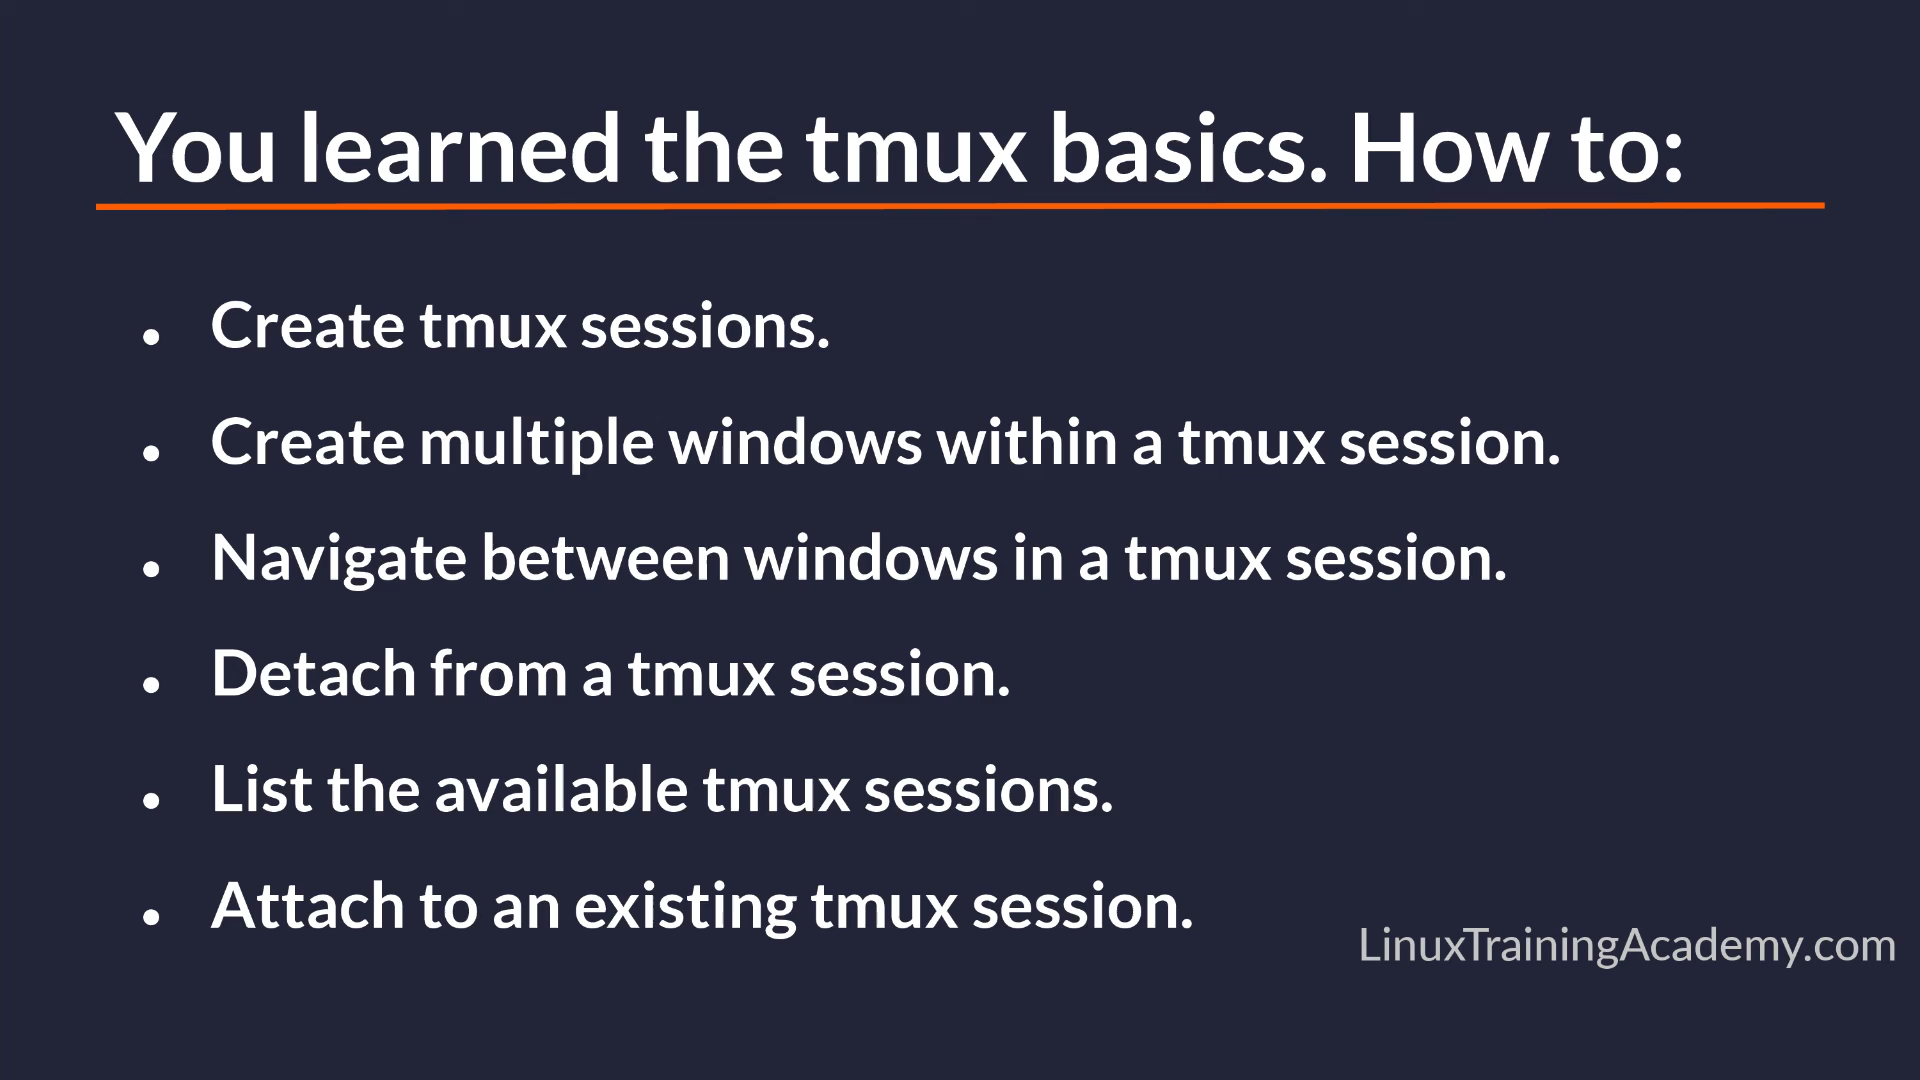 You learned the tmux basics. How to:
• Create tmux sessions.
• Create multiple windows within a tmux session.
• Navigate between windows in a tmux session.
• Detach from a tmux session.
• List the available tmux sessions.
• Attach to an existing tmux session.
LinuxTrainingAcademy.com